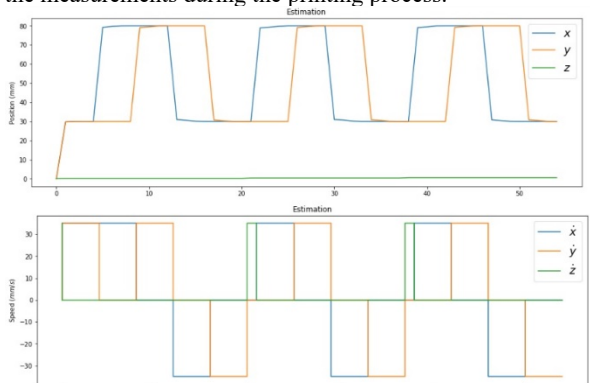 the measurements during the printing process.
Estimation
80
70
60
50
40
30
20
10
0
Position (mm)
x
y
z
0 10 20 30 40 50
Estimation
30
20
10
0
−10
−20
−30
Speed (mm/s)
ẋ
ẏ
ż